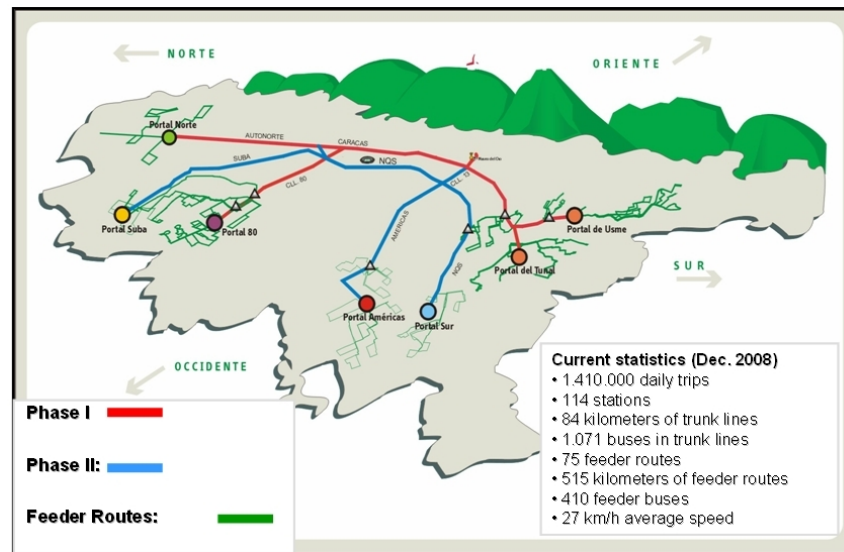 NORTE
ORIENTE
Portal Norte
AUTONORTE
CARACAS
SUBA
NQS
CLL. 80
CLL. 13
AMERICAS
Portal Suba
Portal 80
Portal de Usme
Portal del Tunal
NQS
SUR
Portal Américas
Portal Sur
OCCIDENTE
Current statistics (Dec. 2008)
• 1.410.000 daily trips
• 114 stations
• 84 kilometers of trunk lines
• 1.071 buses in trunk lines
• 75 feeder routes
• 515 kilometers of feeder routes
• 410 feeder buses
• 27 km/h average speed
Phase I
Phase II:
Feeder Routes: